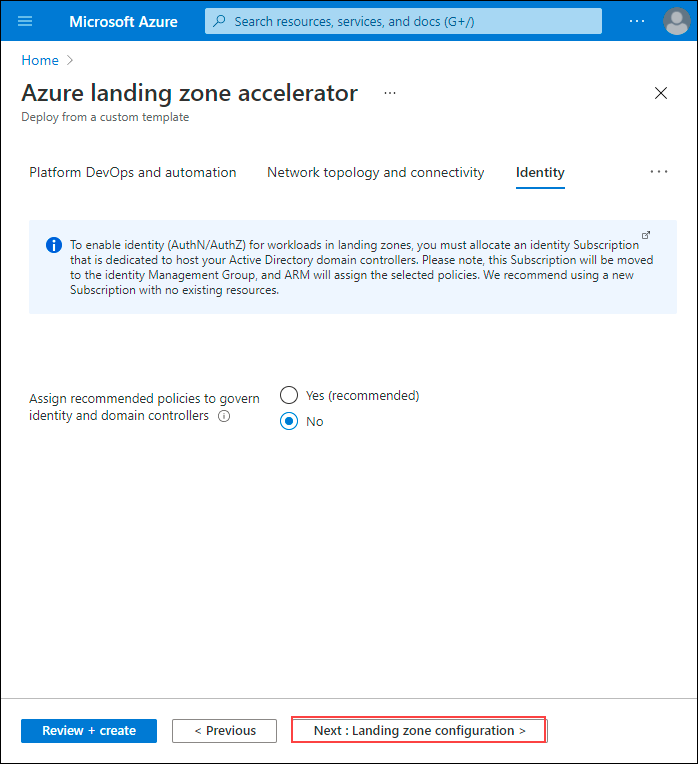 Microsoft Azure
Search resources, services, and docs (G+/)
...
Home >
Azure landing zone accelerator
...
Deploy from a custom template
Platform DevOps and automation
Network topology and connectivity
Identity
...
To enable identity (AuthN/AuthZ) for workloads in landing zones, you must allocate an identity Subscription
that is dedicated to host your Active Directory domain controllers. Please note, this Subscription will be moved
to the identity Management Group, and ARM will assign the selected policies. We recommend using a new
Subscription with no existing resources.
Assign recommended policies to govern
identity and domain controllers
Yes (recommended)
No
Review + create
< Previous
Next : Landing zone configuration >